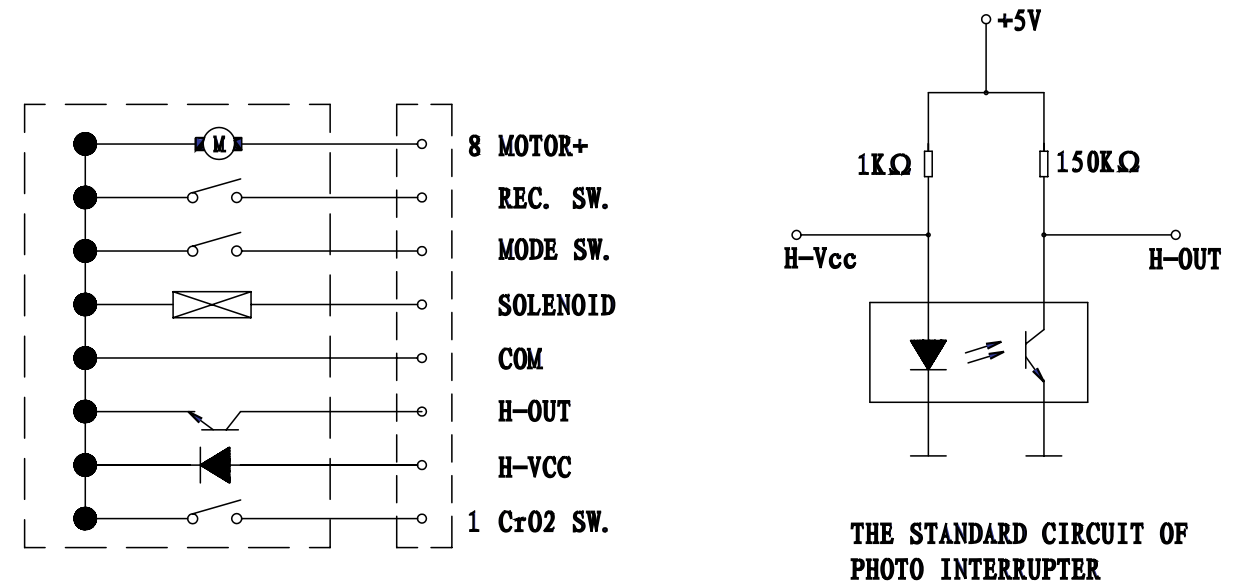 M
8 MOTOR+
REC. SW.
MODE SW.
SOLENOID
COM
H-OUT
H-VCC
1 CrO2 SW.
+5V
1KΩ
150KΩ
H-Vcc
H-OUT
THE STANDARD CIRCUIT OF
PHOTO INTERRUPTER